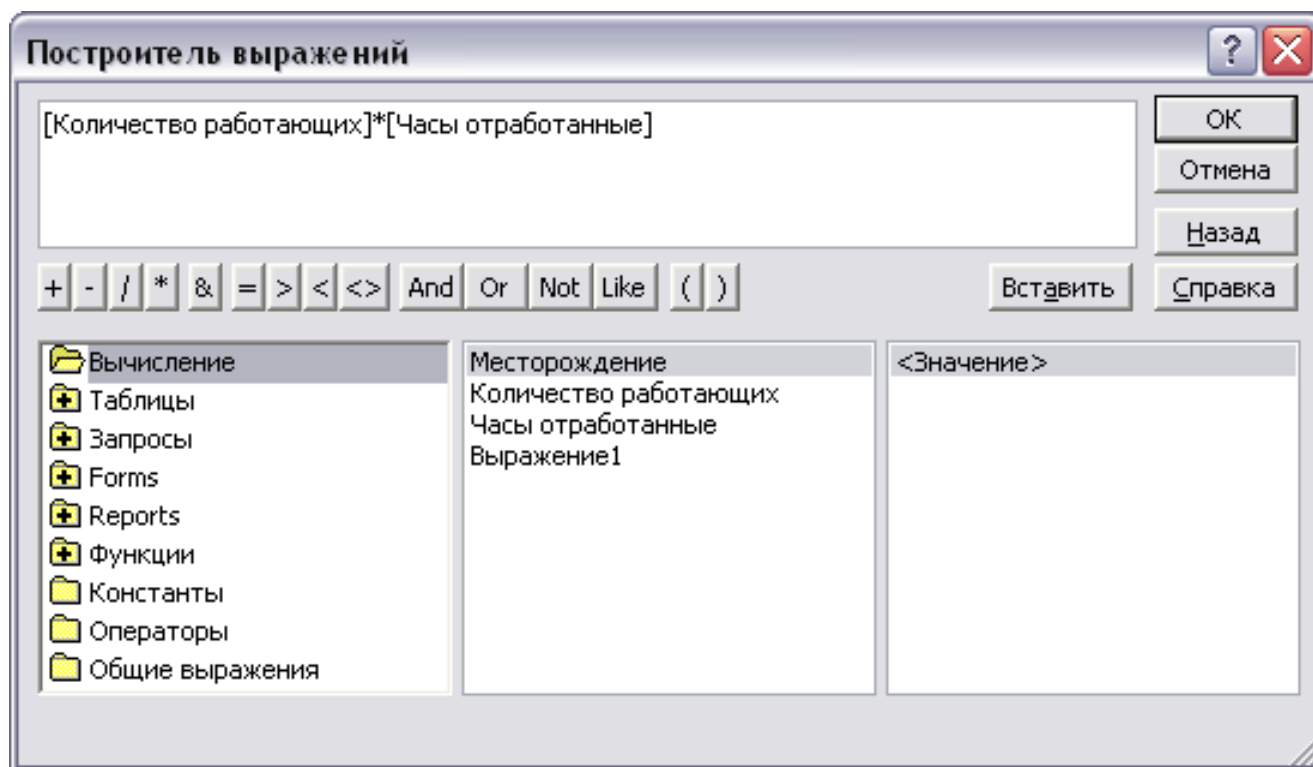 Построитель выражений
?
[Количество работающих]*[Часы отработанные]
ОК
Отмена
Назад
+ - / * & = > < <> And Or Not Like ( ) Вставить Справка
Вычисление
Таблицы
Запросы
Forms
Reports
Функции
Константы
Операторы
Общие выражения
Месторождение
Количество работающих
Часы отработанные
Выражение1
<Значение>